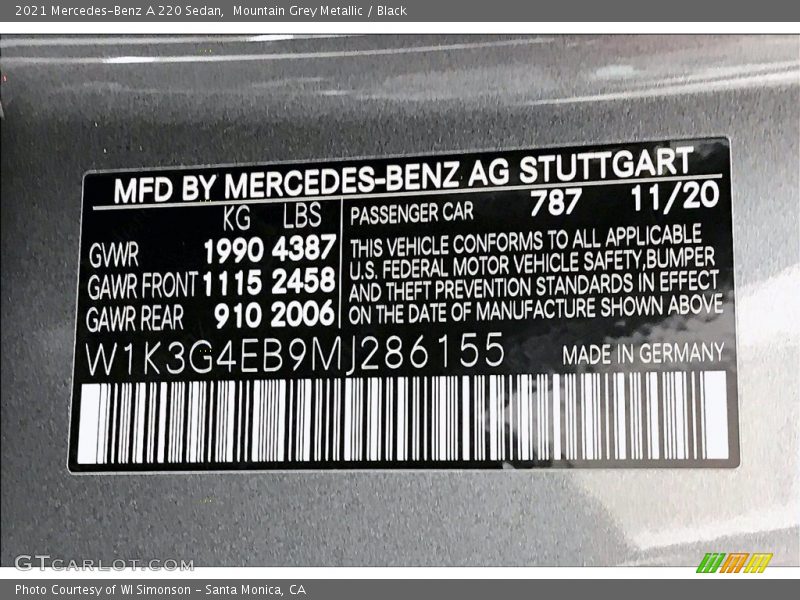 2021 Mercedes-Benz A 220 Sedan,  Mountain Grey Metallic / Black
MFD BY MERCEDES-BENZ AG STUTTGART
KG LBS
GVWR 1990 4387
GAWR FRONT 1115 2458
GAWR REAR 910 2006
PASSENGER CAR 787 11/20
THIS VEHICLE CONFORMS TO ALL APPLICABLE
U.S. FEDERAL MOTOR VEHICLE SAFETY, BUMPER
AND THEFT PREVENTION STANDARDS IN EFFECT
ON THE DATE OF MANUFACTURE SHOWN ABOVE
W1K3G4EB9MJ286155 MADE IN GERMANY
GTCARLOT.COM
Photo Courtesy of WI Simonson - Santa Monica, CA